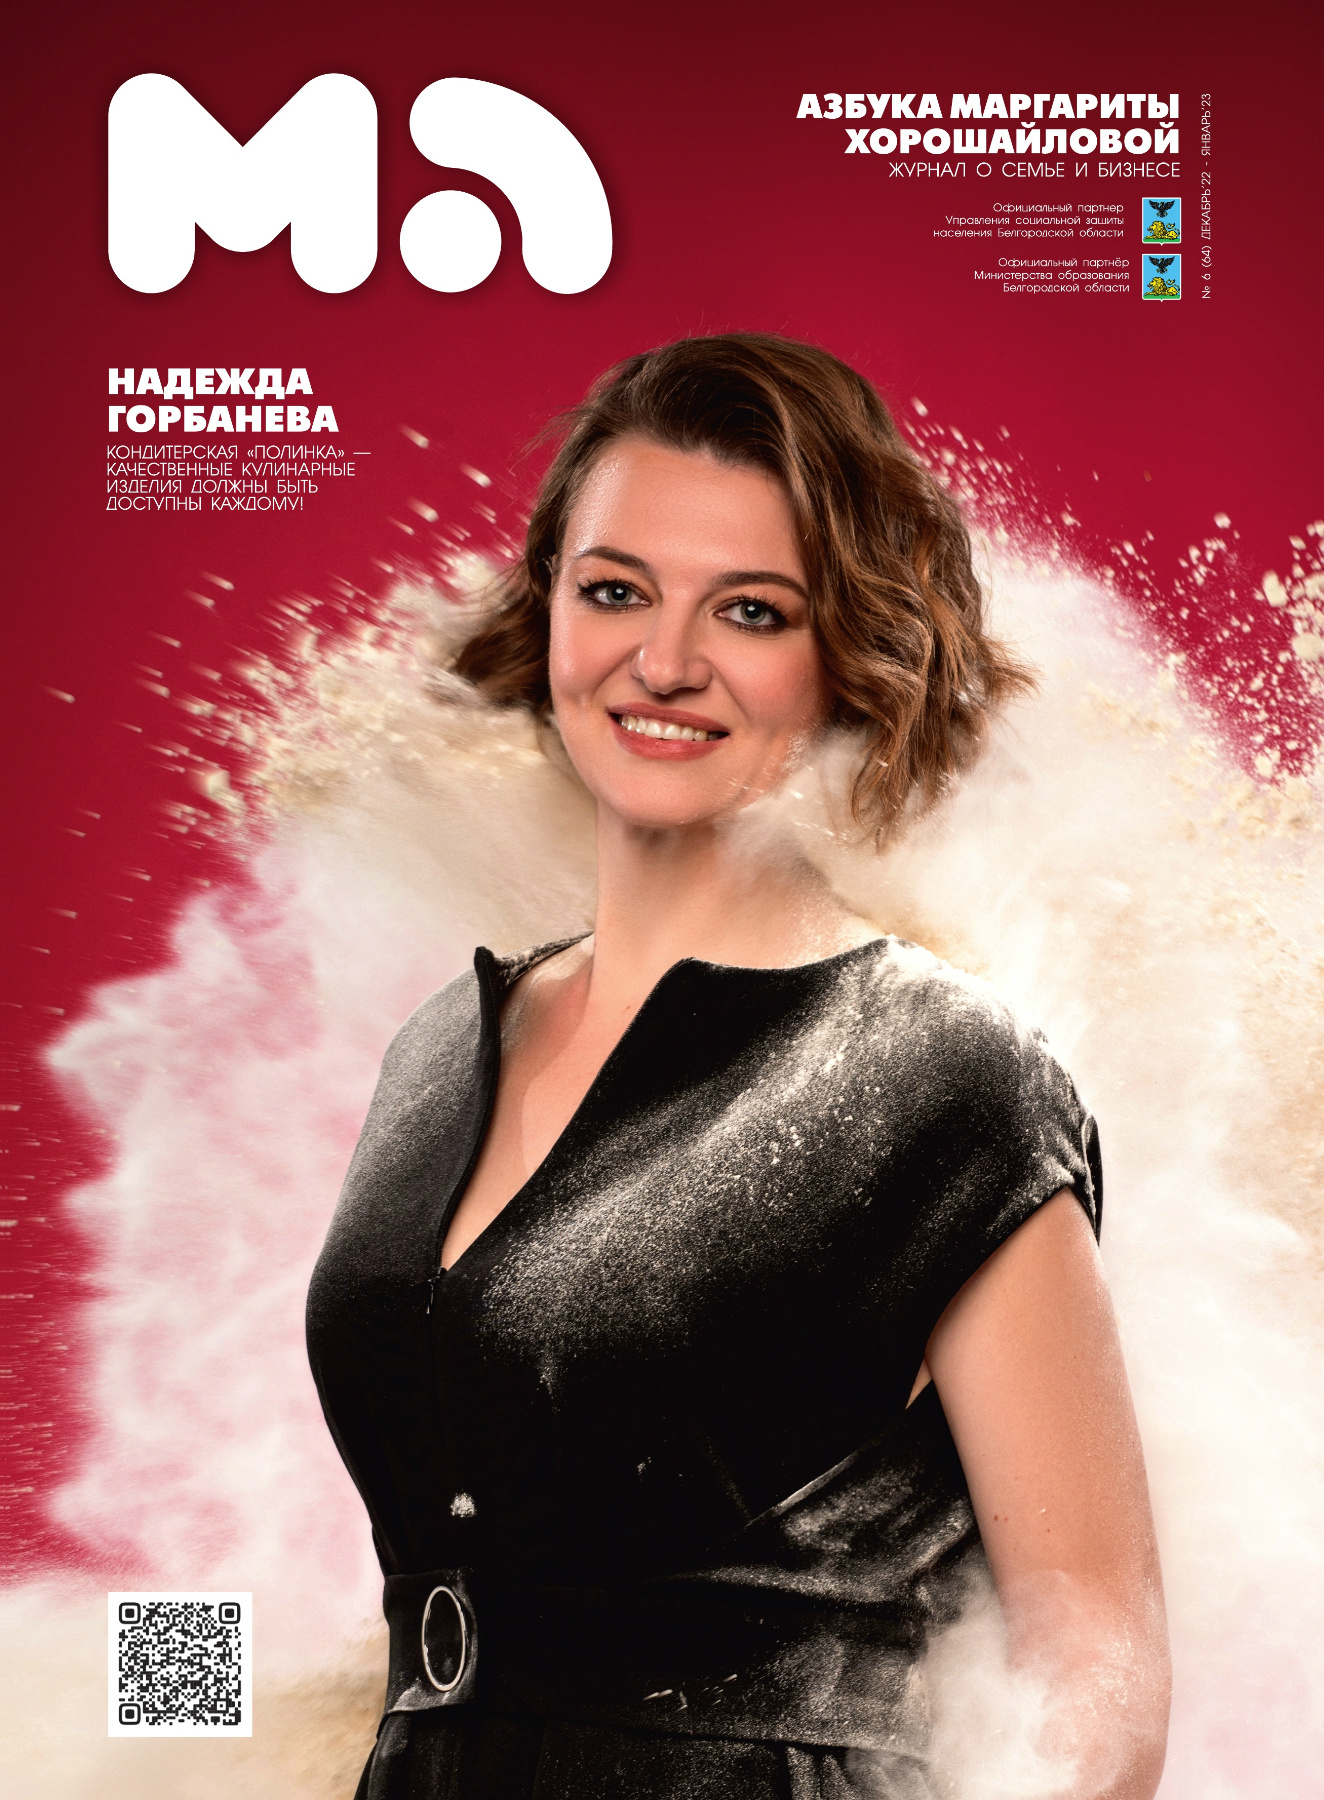 МА
АЗБУКА МАРГАРИТЫ
ХОРОШАЙЛОВОЙ
ЖУРНАЛ О СЕМЬЕ И БИЗНЕСЕ
Официальный партнер
Управления социальной защиты
населения Белгородской области
Официальный партнёр
Министерства образования
Белгородской области
№ 6 (64) ДЕКАБРЬ'22 - ЯНВАРЬ'23
НАДЕЖДА
ГОРБАНЕВА
КОНДИТЕРСКАЯ «ПОЛИНКА» —
КАЧЕСТВЕННЫЕ КУЛИНАРНЫЕ
ИЗДЕЛИЯ ДОЛЖНЫ БЫТЬ
ДОСТУПНЫ КАЖДОМУ!